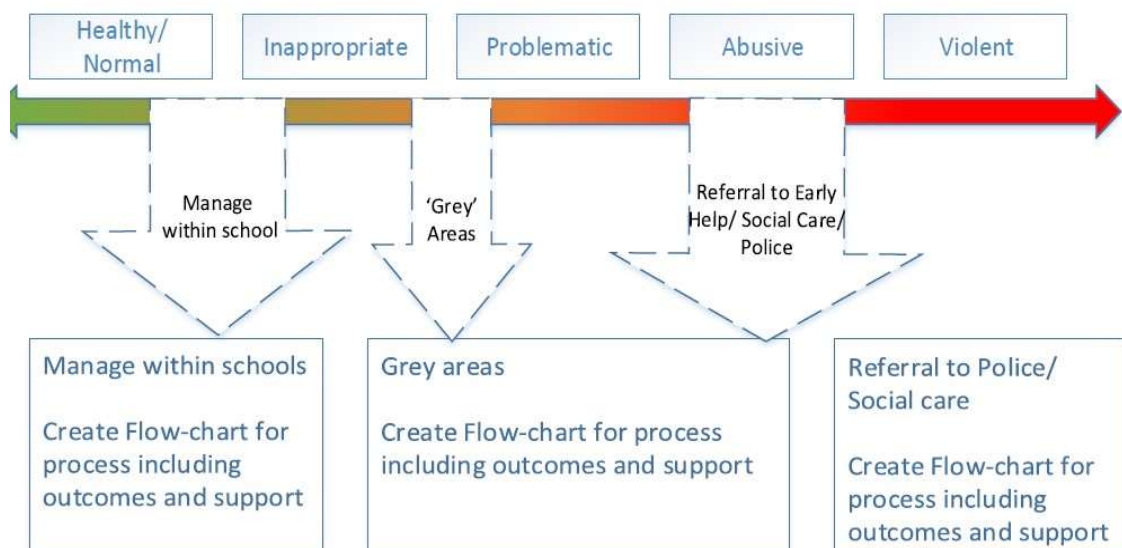 Healthy/
Normal
Inappropriate
Problematic
Abusive
Violent
Manage
within school
‘Grey’
Areas
Referral to Early
Help/ Social Care/
Police
Manage within schools
Create Flow-chart for
process including
outcomes and support
Grey areas
Create Flow-chart for process
including outcomes and support
Referral to Police/
Social care
Create Flow-chart for
process including
outcomes and support